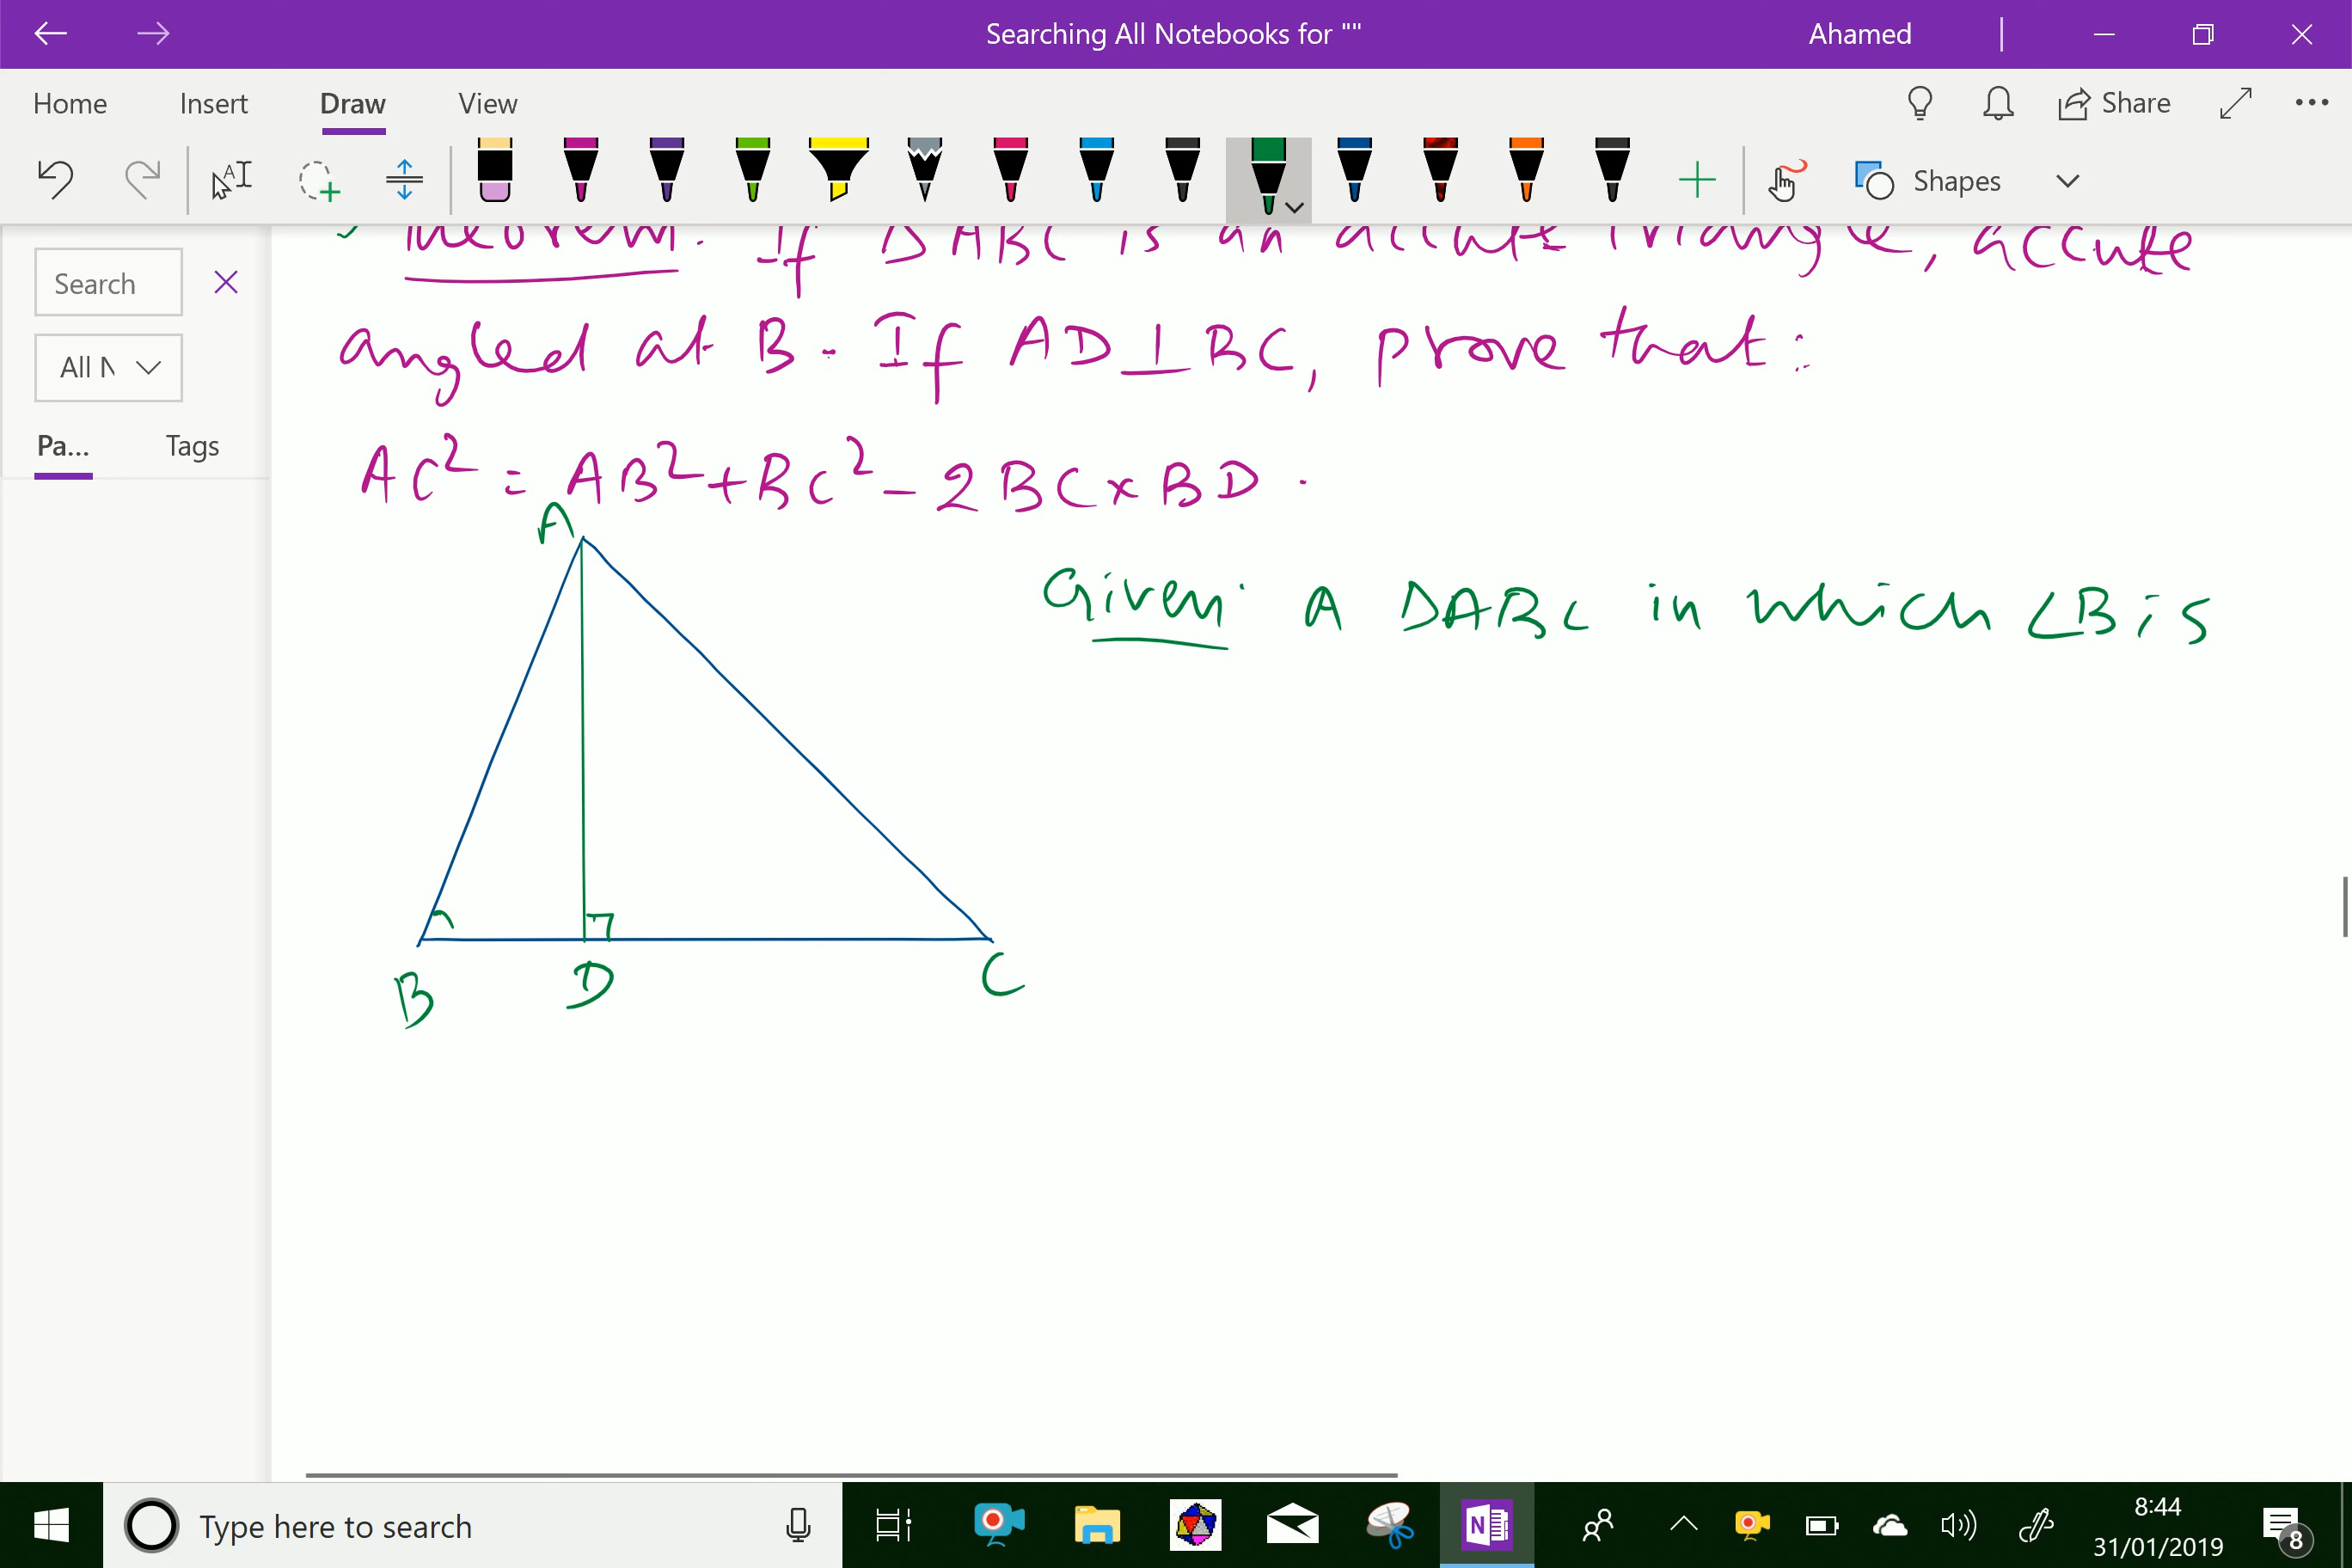 Searching All Notebooks for ""
Ahamed
Home Insert Draw View
Share
Shapes
Search
All N
Pa... Tags
Theorem: If ΔABC is an accute triangle, accute
angled at B. If AD⊥BC, prove that:
AC² = AB²+BC²-2BC×BD.
A
Given: A ΔABC in which ∠B is
B D C
Type here to search
8:44
31/01/2019
8